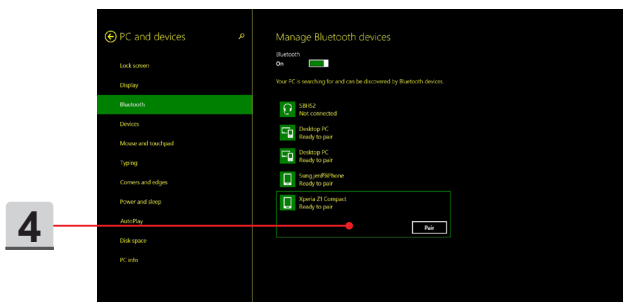 PC and devices
Lock screen
Display
Bluetooth
Devices
Mouse and touchpad
Typing
Corners and edges
Power and sleep
AutoPlay
Disk space
PC info
Manage Bluetooth devices
Bluetooth
On
Your PC is searching for and can be discovered by Bluetooth devices.
SBH52
Not connected
Desktop PC
Ready to pair
Desktop PC
Ready to pair
Ready to pair
Xperia Z1 Compact
Ready to pair
Pair
4